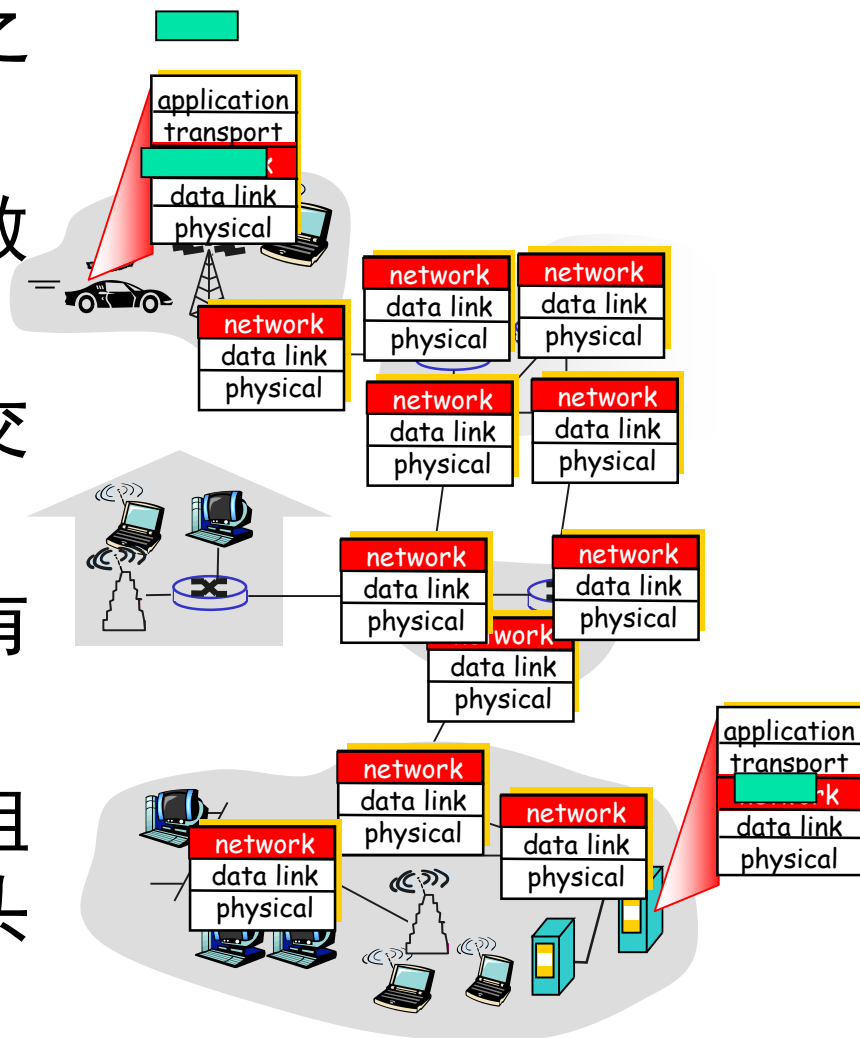 application
transport
data link
physical
network
data link
physical
network
data link
physical
network
data link
physical
network
data link
physical
network
data link
physical
network
data link
physical
network
data link
physical
work
data link
physical
application
transport
data link
physical
network
data link
physical
network
data link
physical
network
data link
physical